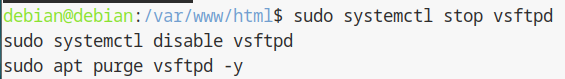 debian@debian:/var/www/html$ sudo systemctl stop vsftpd
sudo systemctl disable vsftpd
sudo apt purge vsftpd -y